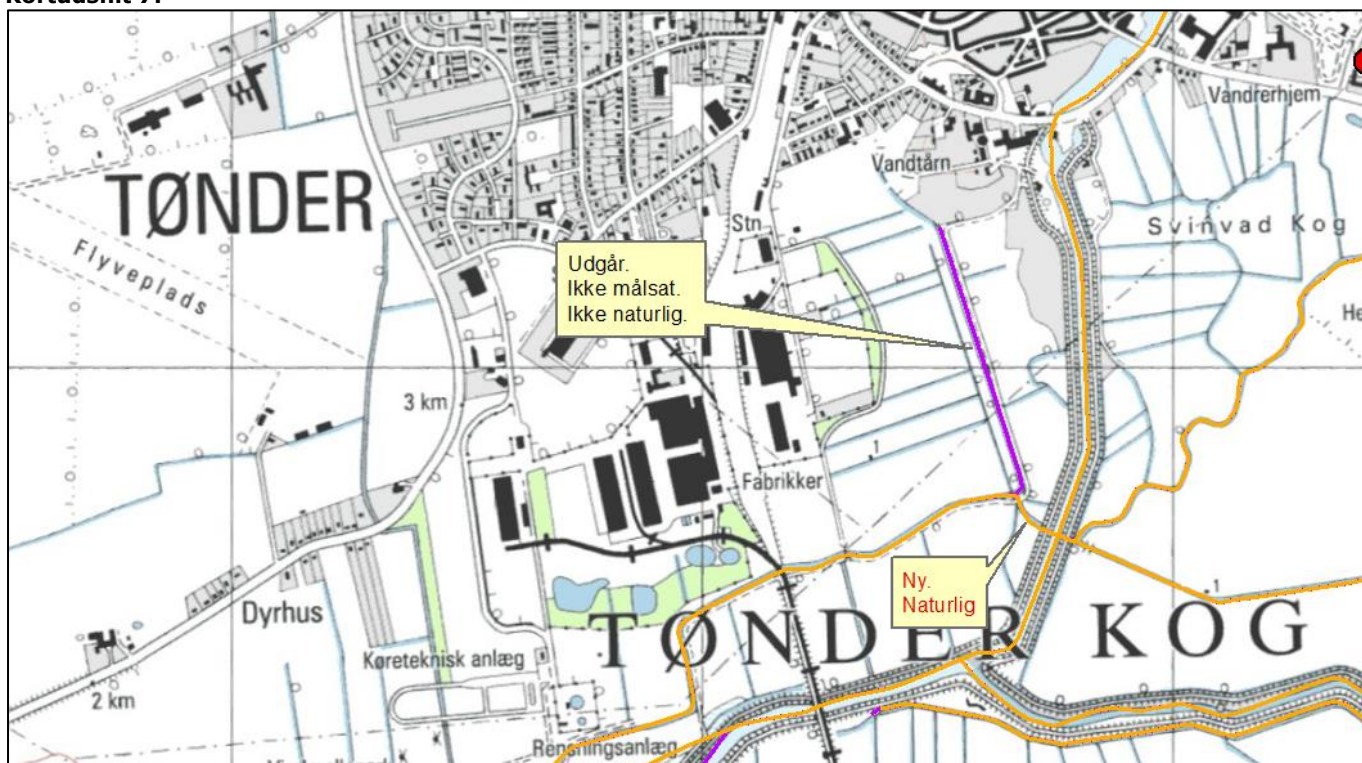 Kortudsnit 7.
Vandrerhjem
Vandtårn
TØNDER
Stn
Svinvad Kog
Flyveplads
Udgår.
Ikke målsat.
Ikke naturlig.
3 km
1
Fabrikker
Ny.
Naturlig
1
Dyrhus
TØNDER KOG
Køreteknisk anlæg
2 km
Rensningsanlæg